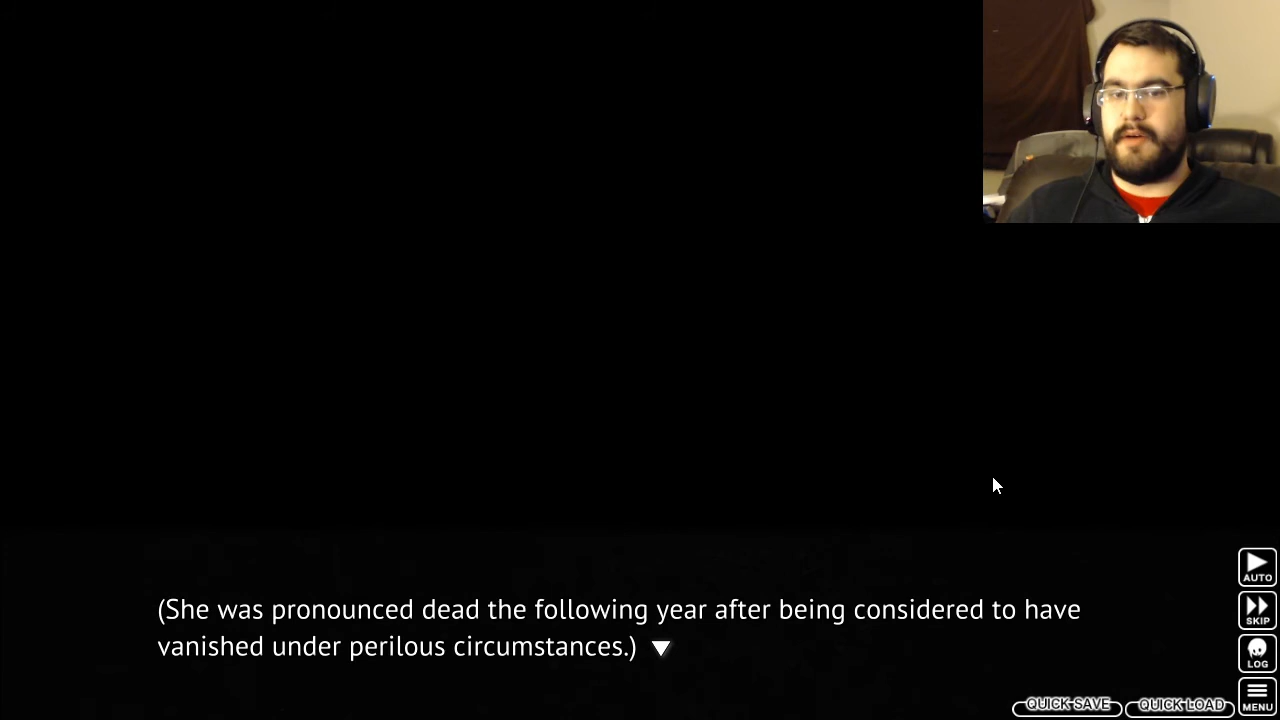 (She was pronounced dead the following year after being considered to have
vanished under perilous circumstances.)
AUTO
SKIP
LOG
QUICK SAVE QUICK LOAD MENU